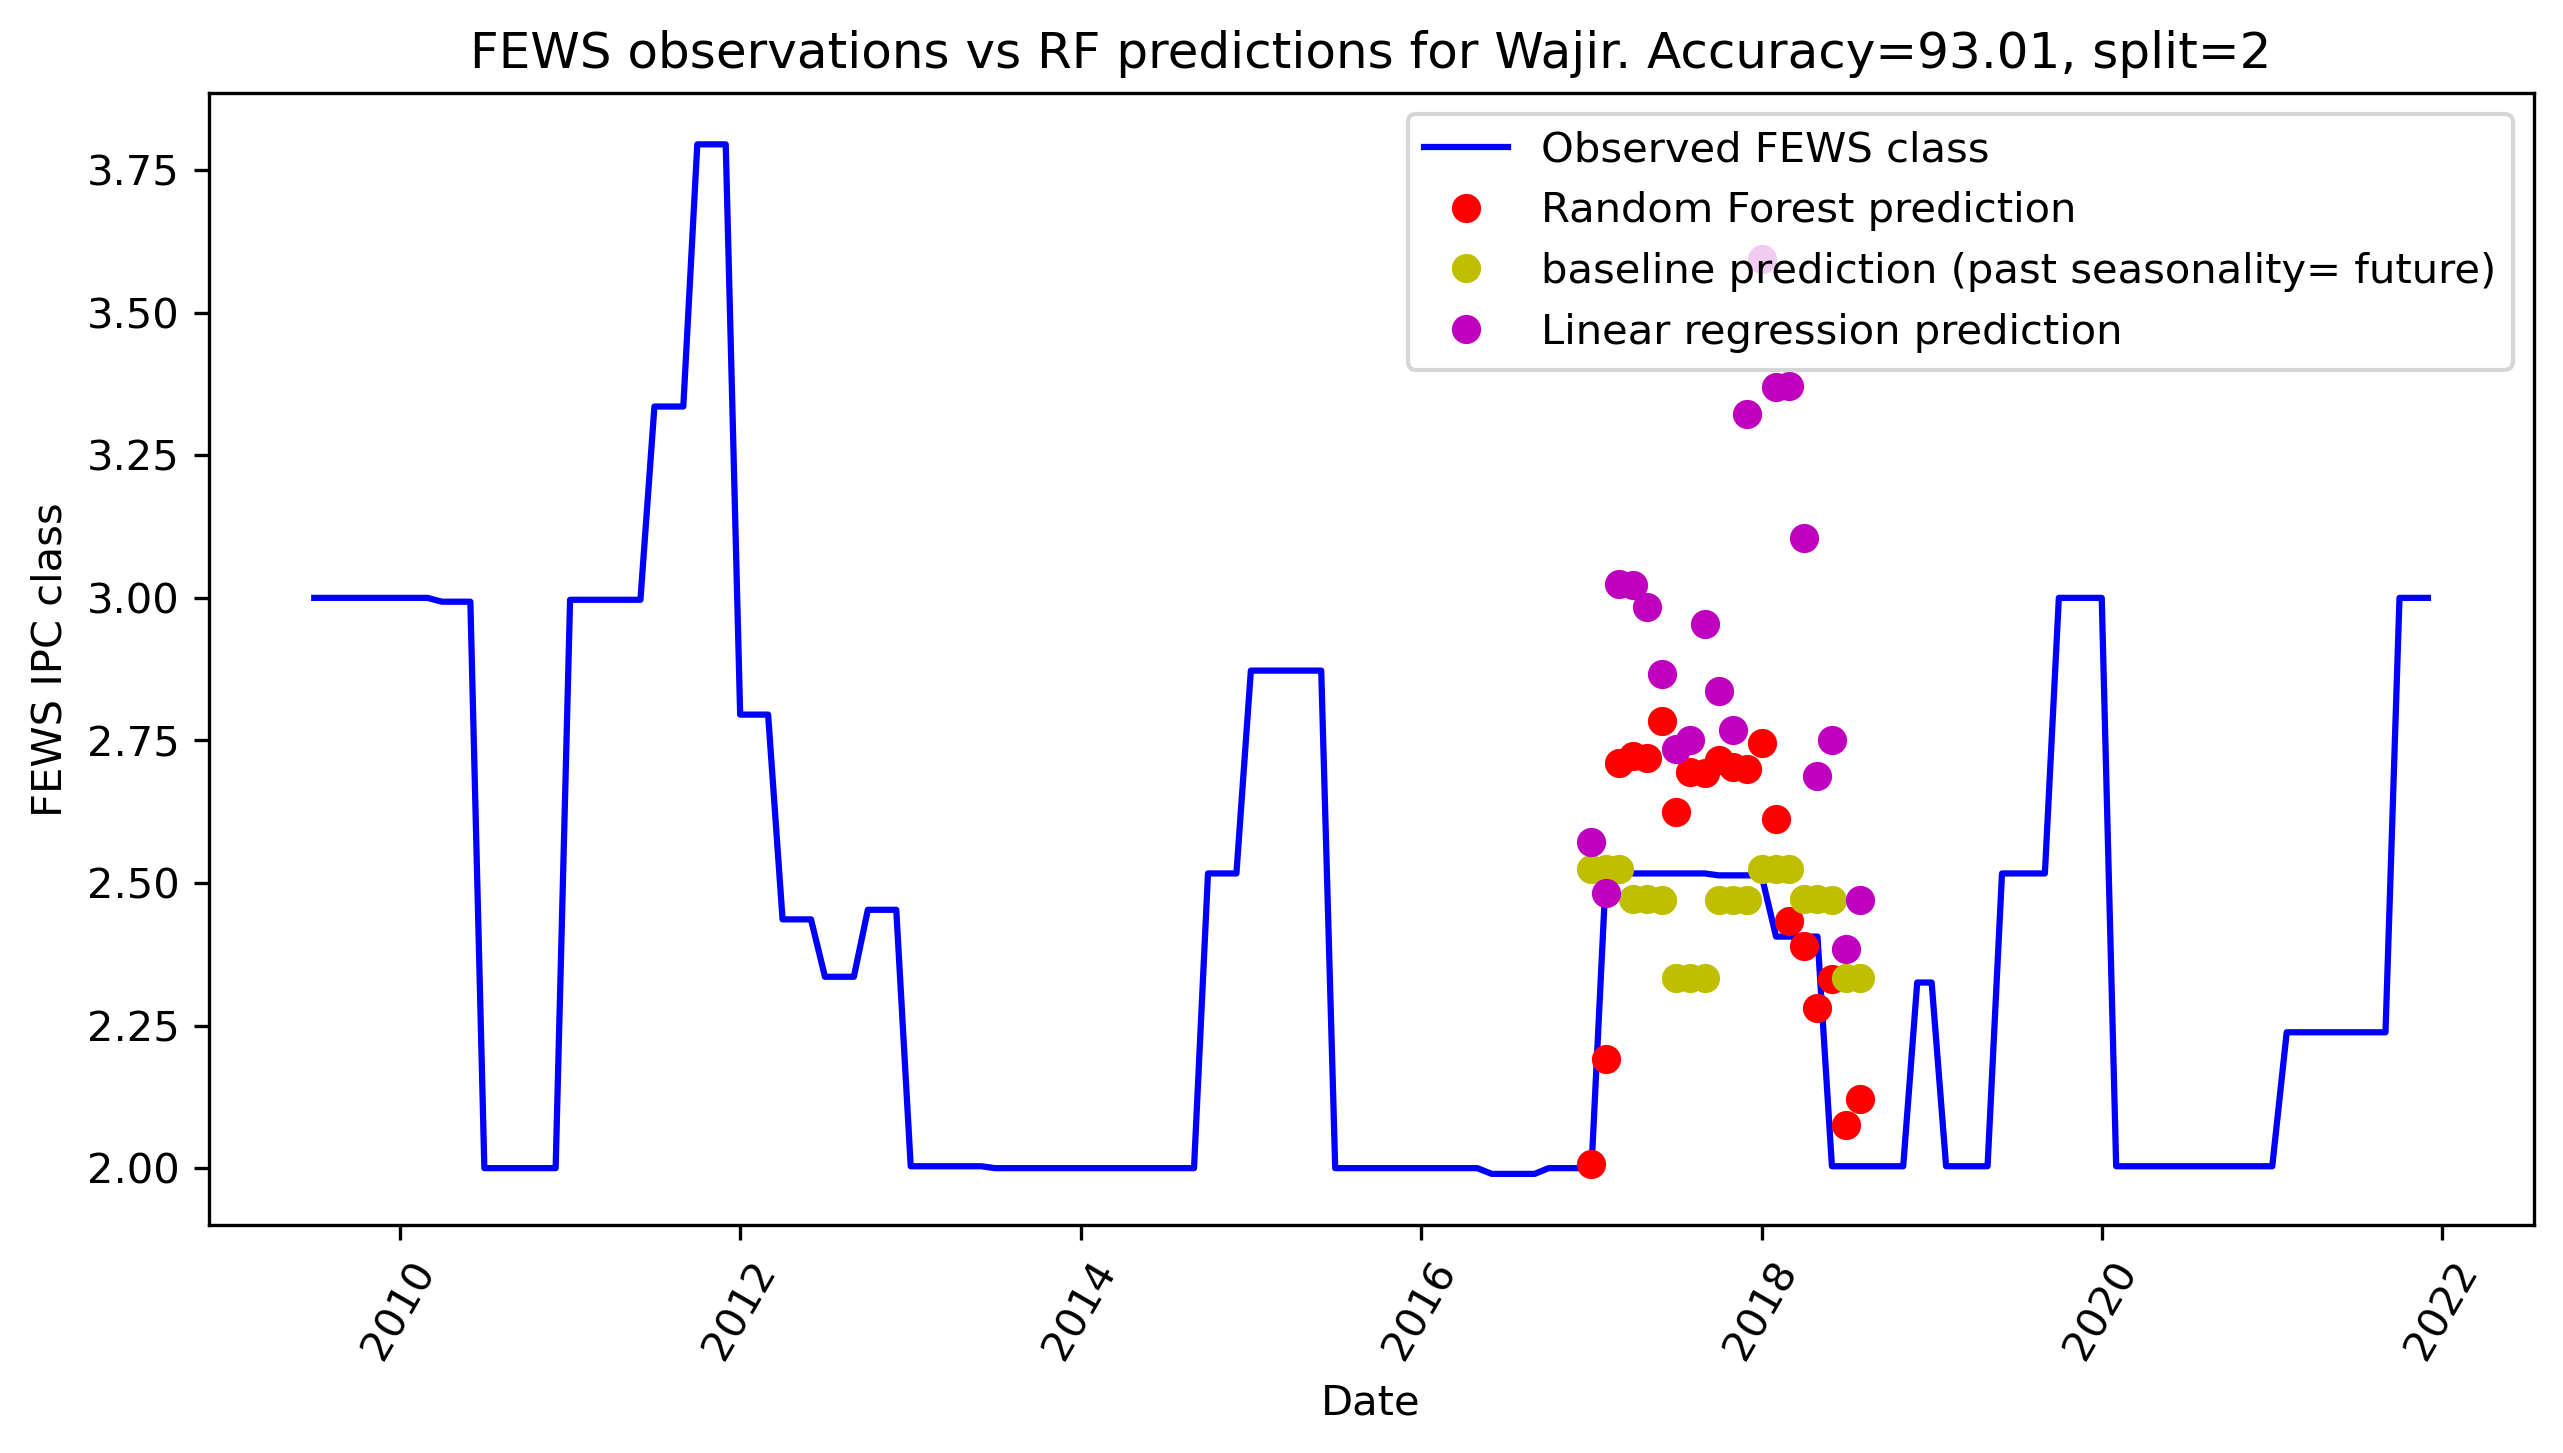 FEWS observations vs RF predictions for Wajir. Accuracy=93.01, split=2
Observed FEWS class
Random Forest prediction
baseline prediction (past seasonality= future)
Linear regression prediction
FEWS IPC class
3.75
3.50
3.25
3.00
2.75
2.50
2.25
2.00
2010
2012
2014
2016
2018
2020
2022
Date